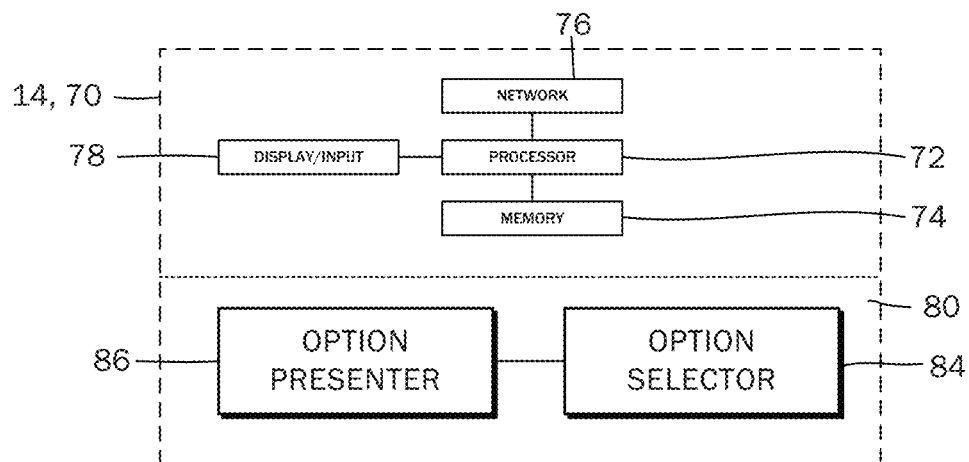 76
NETWORK
14, 70
78
DISPLAY/INPUT
PROCESSOR
72
MEMORY
74
80
OPTION
PRESENTER
OPTION
SELECTOR
86
84